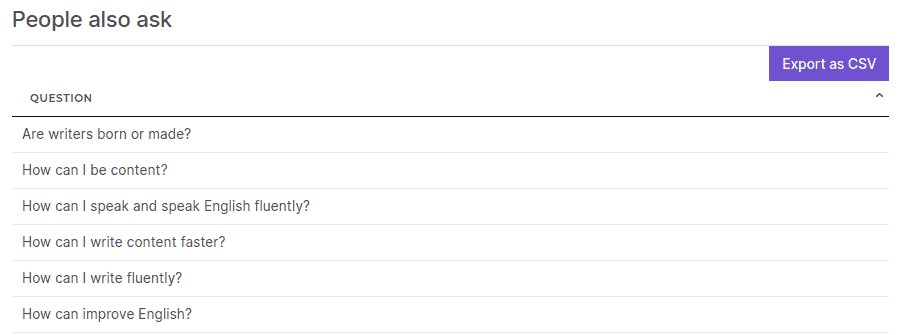 People also ask
Export as CSV
QUESTION
Are writers born or made?
How can I be content?
How can I speak and speak English fluently?
How can I write content faster?
How can I write fluently?
How can improve English?